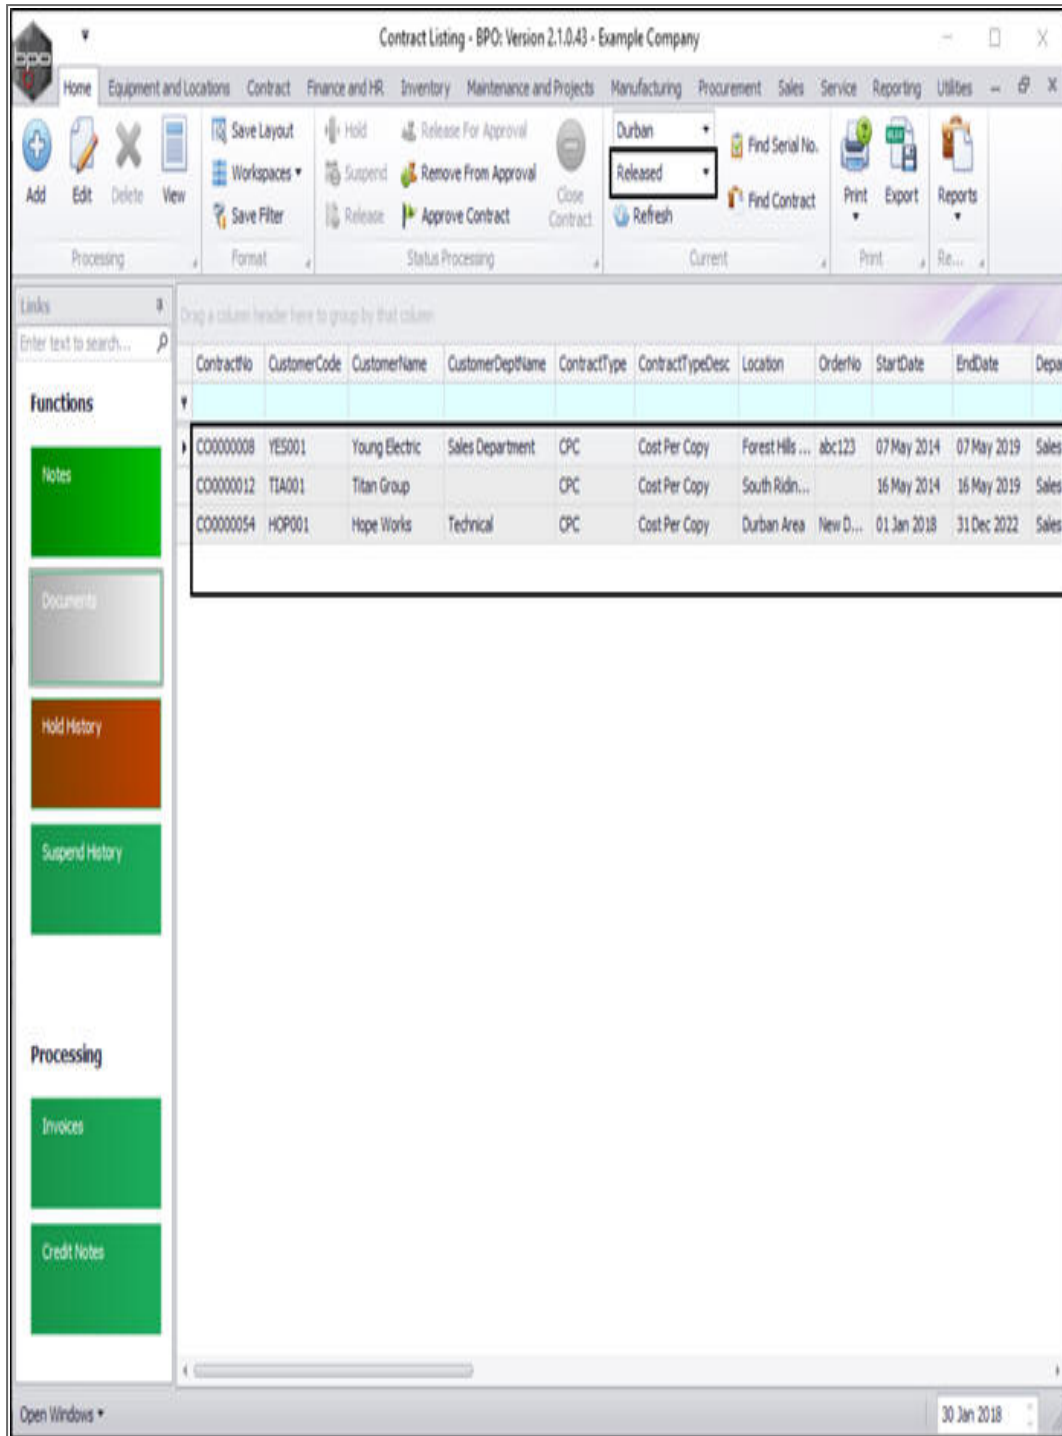 Contract Listing - BPO: Version 2.1.0.43 - Example Company
bpo
Home Equipment and Locations Contract Finance and HR Inventory Maintenance and Projects Manufacturing Procurement Sales Service Reporting Utilities
Add Edit Delete View
Save Layout
Workspaces
Save Filter
Hold
Suspend
Release
Release For Approval
Remove From Approval
Approve Contract
Close Contract
Durban
Released
Refresh
Find Serial No.
Find Contract
Print Export Reports
Processing Format Status Processing Current Print Re...
Links
Enter text to search...
Drag a column header here to group by that column
ContractNo CustomerCode CustomerName CustomerDeptName ContractType ContractTypeDesc Location OrderNo StartDate EndDate Depa
CO0000008 YES001 Young Electric Sales Department CPC Cost Per Copy Forest Hills ... abc123 07 May 2014 07 May 2019 Sales
CO0000012 TIA001 Titan Group CPC Cost Per Copy South Ridin... 16 May 2014 16 May 2019 Sales
CO0000054 HOP001 Hope Works Technical CPC Cost Per Copy Durban Area New D... 01 Jan 2018 31 Dec 2022 Sales
Functions
Notes
Documents
Hold History
Suspend History
Processing
Invoices
Credit Notes
Open Windows
30 Jan 2018